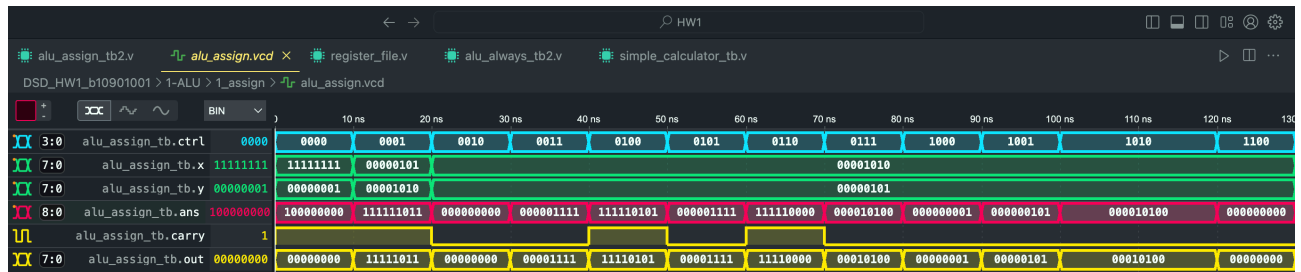 ← → HW1
alu_assign_tb2.v alu_assign.vcd × register_file.v alu_always_tb2.v simple_calculator_tb.v
DSD_HW1_b10901001 > 1-ALU > 1_assign > alu_assign.vcd
+ - BIN 10 ns 20 ns 30 ns 40 ns 50 ns 60 ns 70 ns 80 ns 90 ns 100 ns 110 ns 120 ns 130
3:0 alu_assign_tb.ctrl 0000 0000 0001 0010 0011 0100 0101 0110 0111 1000 1001 1010 1100
7:0 alu_assign_tb.x 11111111 11111111 00000101 00001010
7:0 alu_assign_tb.y 00000001 00000001 00001010 00000101
8:0 alu_assign_tb.ans 100000000 100000000 111111011 000000000 000001111 111110101 000001111 111110000 000010100 000000001 000000101 000010100 000000000
alu_assign_tb.carry 1
7:0 alu_assign_tb.out 00000000 00000000 11111011 00000000 00001111 11110101 00001111 11110000 00010100 00000001 00000101 00010100 00000000